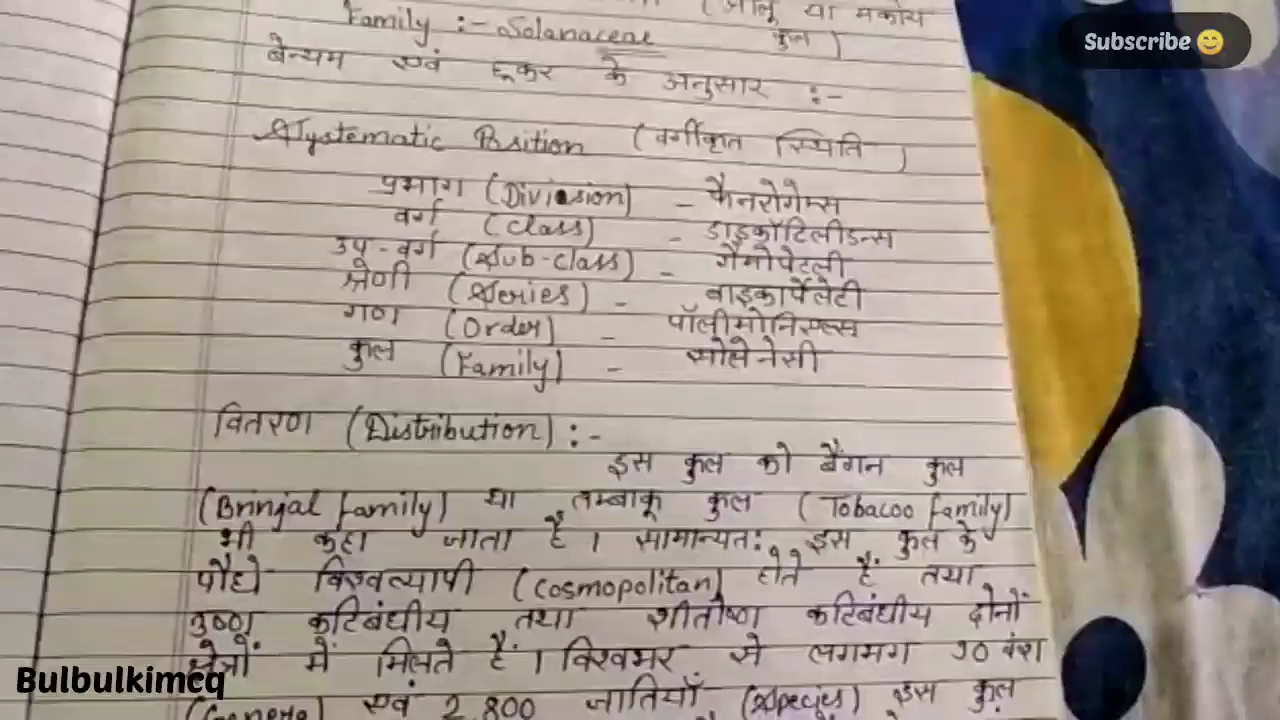 (आलू या मकोय
Family :- Solanaceae कुल )
बेन्थम एवं हूकर के अनुसार :-
Systematic Position (वर्गीकृत स्थिति )
प्रभाग (Division) - फैनरोगेम्स
वर्ग (Class) - डाइकॉटिलीडन्स
उप-वर्ग (Sub-class) - गैमोपेटली
श्रेणी (Series) - बाइकार्पेलेटी
गण (Order) - पॉलीमोनिएल्स
कुल (Family) - सोलेनेसी
वितरण (Distribution) :-
इस कुल को बैंगन कुल
(Brinjal family) या तम्बाकू कुल (Tobacoo family)
भी कहा जाता है । सामान्यत: इस कुल के
पौधे विश्वव्यापी (Cosmopolitan) होते हैं तथा
उष्ण कटिबंधीय तथा शीतोष्ण कटिबंधीय दोनों
क्षेत्रों में मिलते हैं । विश्वभर से लगभग 90 वंश
(Genera) एवं 2,800 जातियाँ (Species) इस कुल
Subscribe 😊
Bulbulkimcq